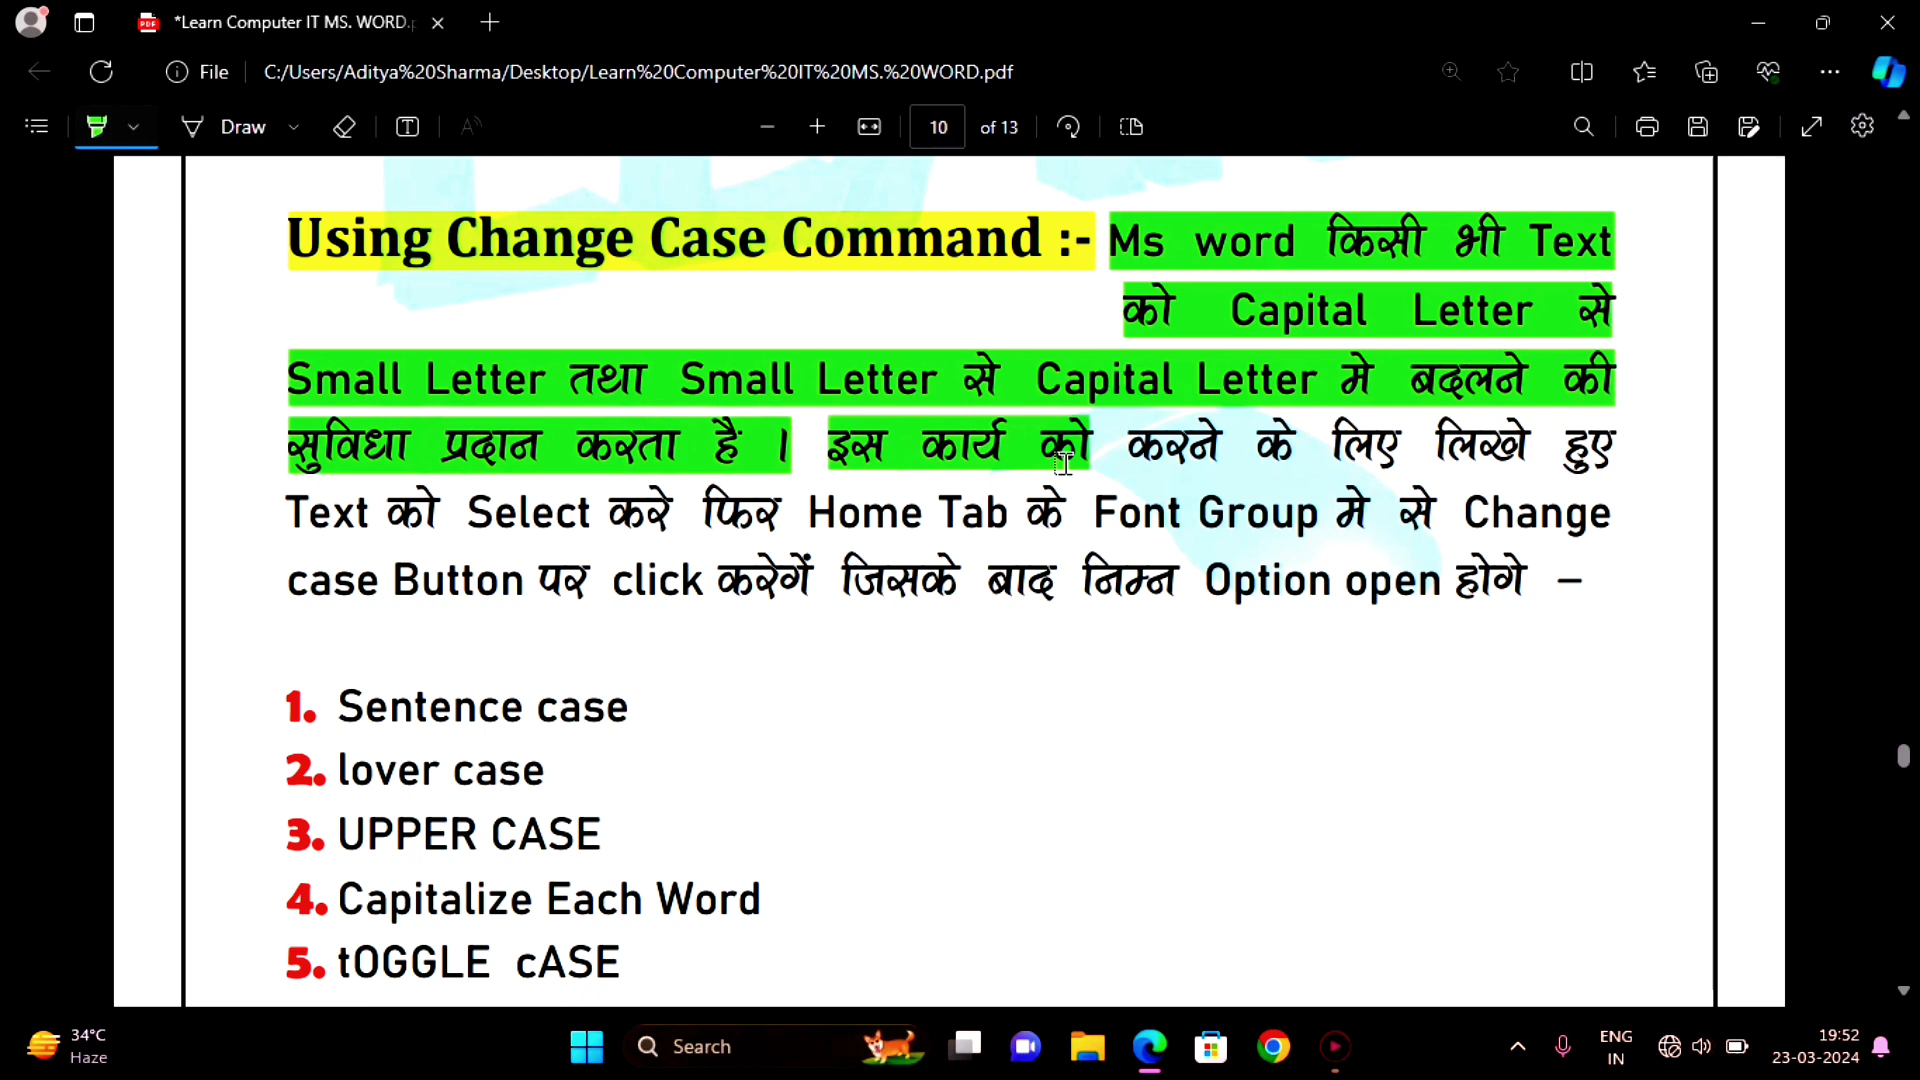 *Learn Computer IT MS. WORD.
File C:/Users/Aditya%20Sharma/Desktop/Learn%20Computer%20IT%20MS.%20WORD.pdf
Draw 10 of 13
Using Change Case Command :- Ms word किसी भी Text
को Capital Letter से
Small Letter तथा Small Letter से Capital Letter मे बदलने की
सुविधा प्रदान करता है । इस कार्य को करने के लिए लिखे हुए
Text को Select करे फिर Home Tab के Font Group मे से Change
case Button पर click करेगें जिसके बाद निम्न Option open होगे –
1. Sentence case
2. lover case
3. UPPER CASE
4. Capitalize Each Word
5. tOGGLE cASE
34°C
Haze
Search
ENG
IN
19:52
23-03-2024